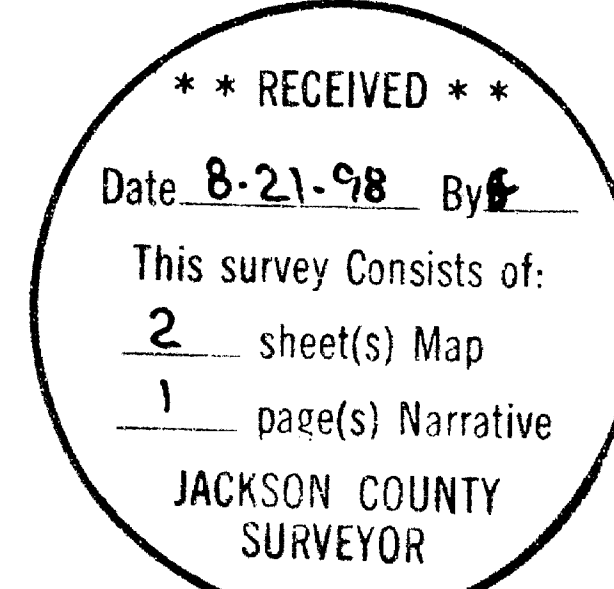 * * RECEIVED * *
Date 8-21-98 By
This survey Consists of:
2 sheet(s) Map
1 page(s) Narrative
JACKSON COUNTY
SURVEYOR